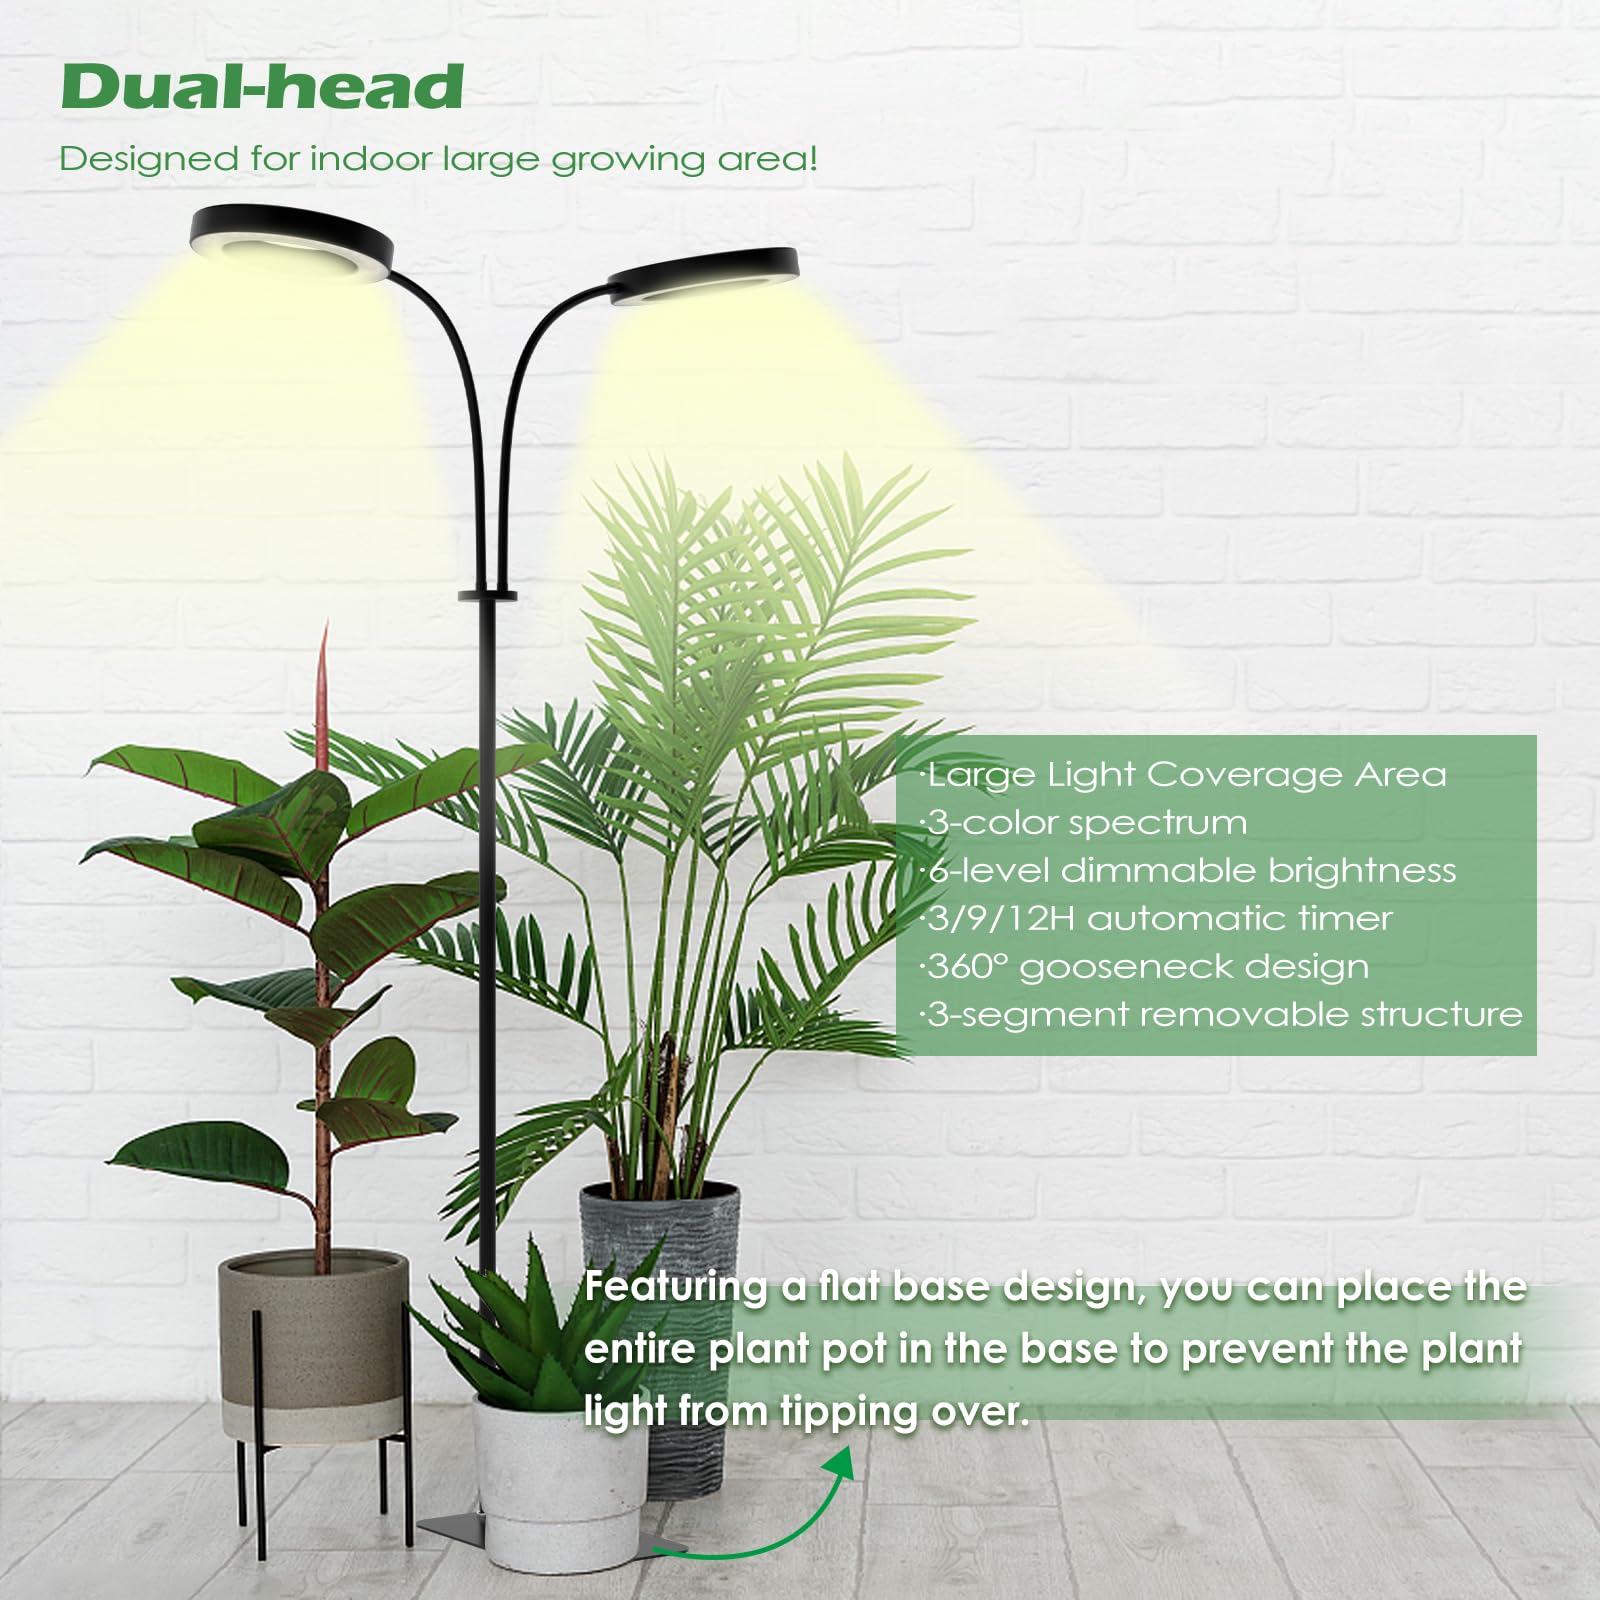 Dual-head
Designed for indoor large growing area!
·Large Light Coverage Area
·3-color spectrum
·6-level dimmable brightness
·3/9/12H automatic timer
·360° gooseneck design
·3-segment removable structure
Featuring a flat base design, you can place the
entire plant pot in the base to prevent the plant
light from tipping over.